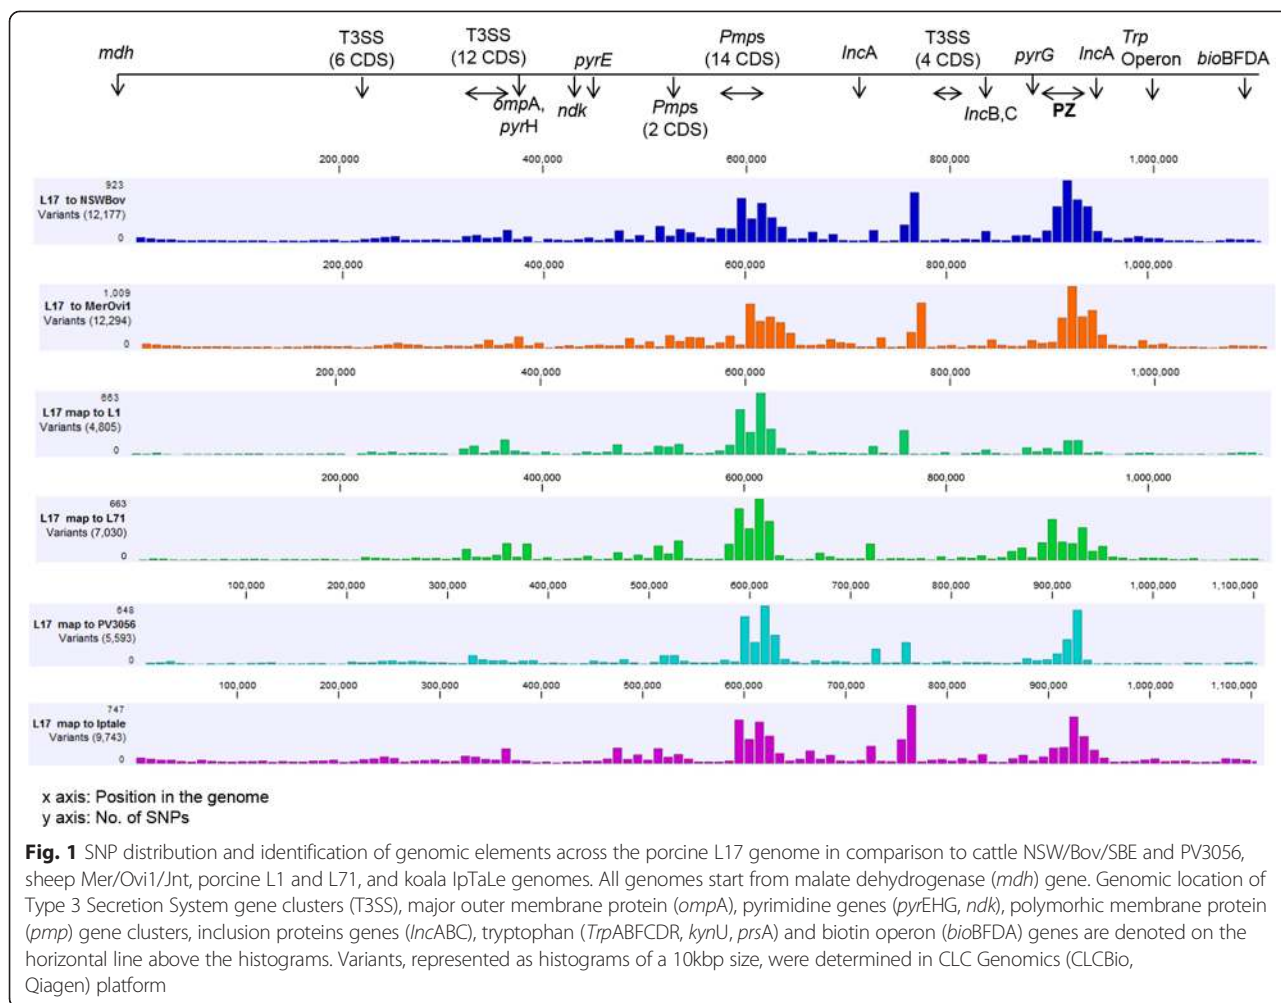 mdh
T3SS
(6 CDS)
T3SS
(12 CDS)
pyrE
Pmps
(14 CDS)
IncA
T3SS
(4 CDS)
pyrG
IncA
Trp
Operon
bioBFDA
ompA,
pyrH
ndk
Pmps
(2 CDS)
IncB,C
PZ
200,000 400,000 600,000 800,000 1,000,000
923
L17 to NSWBov
Variants (12,177)
0
200,000 400,000 600,000 800,000 1,000,000
1,009
L17 to MerOvi1
Variants (12,294)
0
200,000 400,000 600,000 800,000 1,000,000
663
L17 map to L1
Variants (4,805)
0
200,000 400,000 600,000 800,000 1,000,000
663
L17 map to L71
Variants (7,030)
0
100,000 200,000 300,000 400,000 500,000 600,000 700,000 800,000 900,000 1,000,000 1,100,000
648
L17 map to PV3056
Variants (5,593)
0
100,000 200,000 300,000 400,000 500,000 600,000 700,000 800,000 900,000 1,000,000 1,100,000
747
L17 map to Iptale
Variants (9,743)
0
x axis: Position in the genome
y axis: No. of SNPs
Fig. 1 SNP distribution and identification of genomic elements across the porcine L17 genome in comparison to cattle NSW/Bov/SBE and PV3056,
sheep Mer/Ovi1/Jnt, porcine L1 and L71, and koala IpTaLe genomes. All genomes start from malate dehydrogenase (mdh) gene. Genomic location of
Type 3 Secretion System gene clusters (T3SS), major outer membrane protein (ompA), pyrimidine genes (pyrEHG, ndk), polymorhic membrane protein
(pmp) gene clusters, inclusion proteins genes (IncABC), tryptophan (TrpABFCDR, kynU, prsA) and biotin operon (bioBFDA) genes are denoted on the
horizontal line above the histograms. Variants, represented as histograms of a 10kbp size, were determined in CLC Genomics (CLCBio,
Qiagen) platform